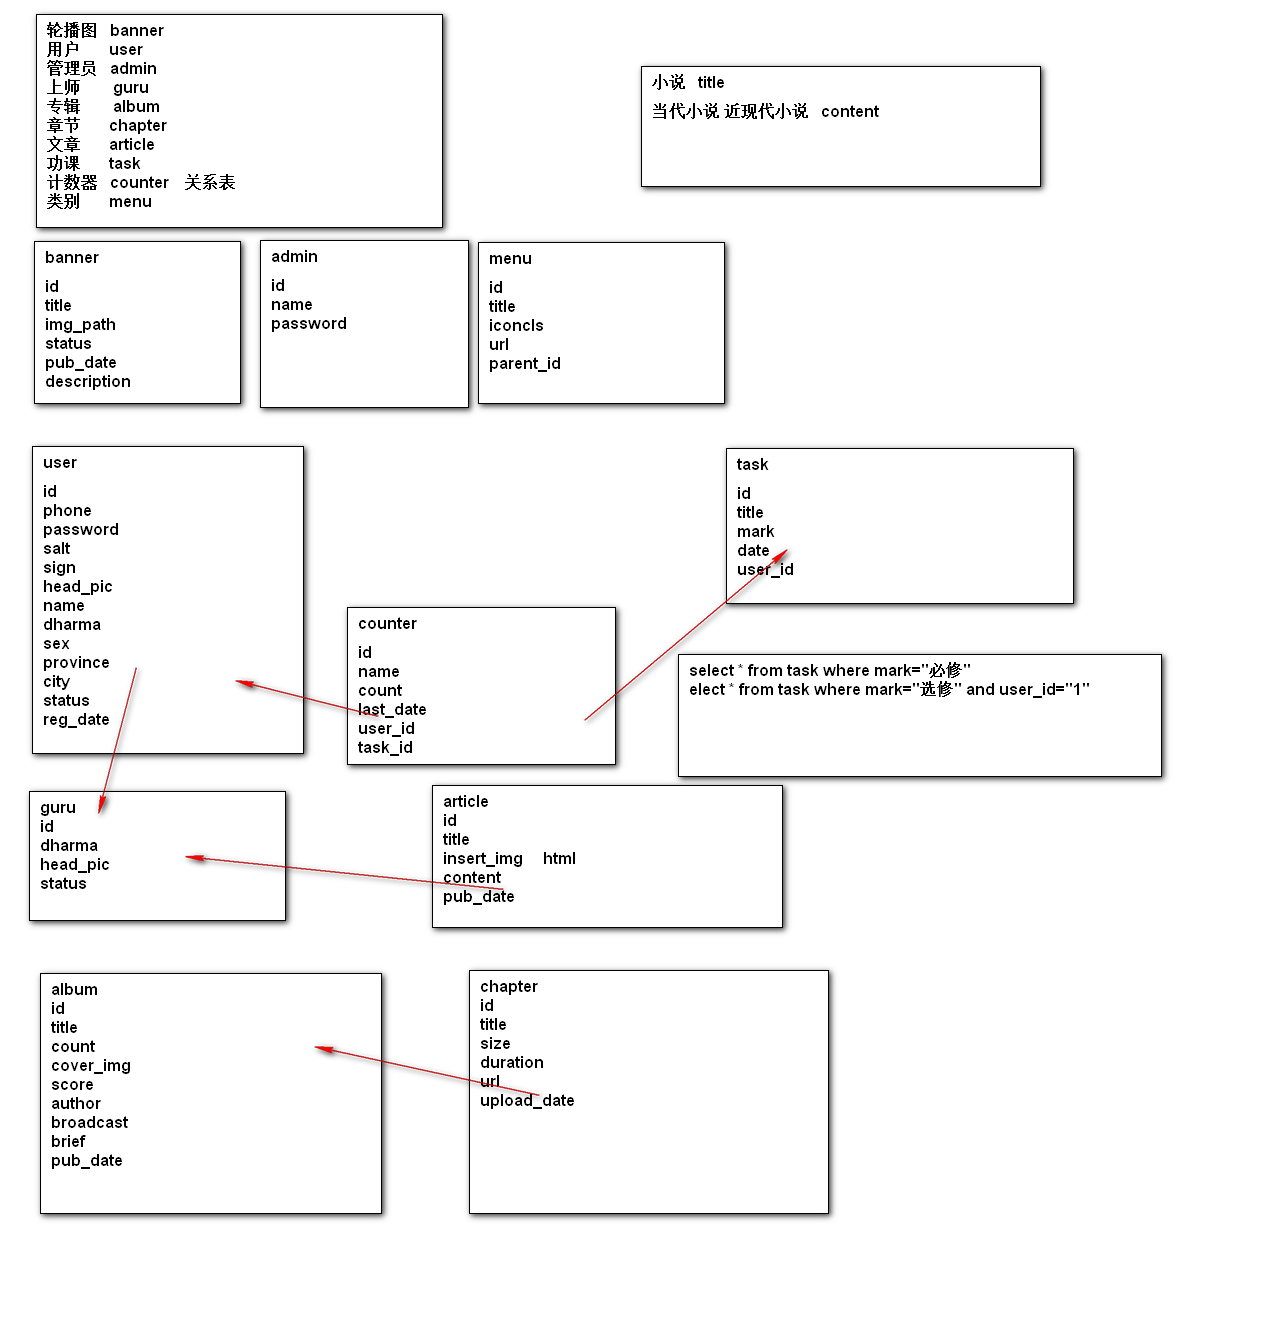 轮播图 banner
用户 user
管理员 admin
上师 guru
专辑 album
章节 chapter
文章 article
功课 task
计数器 counter 关系表
类别 menu
小说 title
当代小说 近现代小说 content
banner
id
title
img_path
status
pub_date
description
admin
id
name
password
menu
id
title
iconcls
url
parent_id
user
id
phone
password
salt
sign
head_pic
name
dharma
sex
province
city
status
reg_date
task
id
title
mark
date
user_id
counter
id
name
count
last_date
user_id
task_id
select * from task where mark="必修"
elect * from task where mark="选修" and user_id="1"
guru
id
dharma
head_pic
status
article
id
title
insert_img html
content
pub_date
album
id
title
count
cover_img
score
author
broadcast
brief
pub_date
chapter
id
title
size
duration
url
upload_date